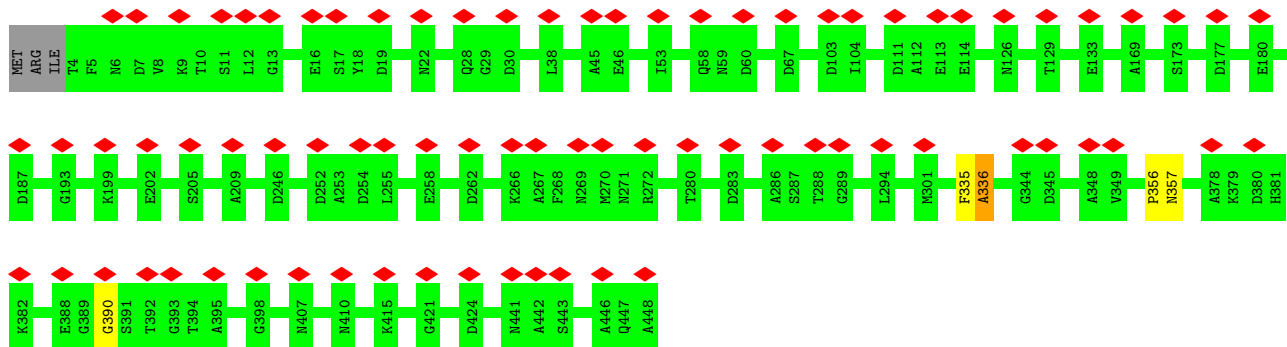 MET ARG ILE T4 F5 N6 D7 V8 K9 T10 S11 L12 G13 E16 S17 Y18 D19 N22 Q28 G29 D30 L38 A45 E46 I53 Q58 N59 D60 D67 D103 I104 D111 A112 E113 E114 N126 T129 E133 A169 S173 D177 E180
D187 G193 K199 E202 S205 A209 D246 D252 A253 D254 L255 E258 D262 K266 A267 F268 N269 M270 N271 R272 T280 D283 A286 S287 T288 G289 L294 M301 F335 A336 G344 D345 A348 V349 P356 N357 A378 K379 D380 H381
K382 E388 G389 G390 S391 T392 G393 T394 A395 G398 N407 N410 K415 G421 D424 N441 A442 S443 A446 Q447 A448